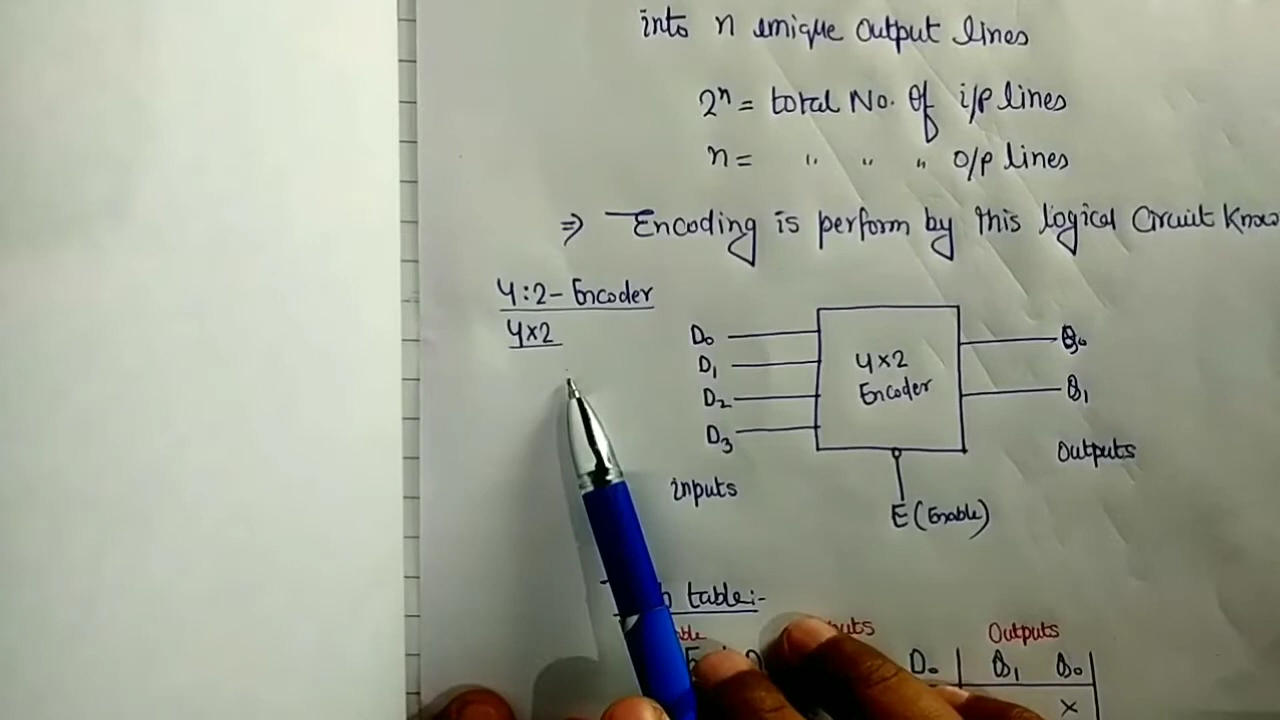 into n unique output lines
2ⁿ = total No. Of i/p lines
n = " " " o/p lines
⇒ Encoding is perform by this logical Circuit Know
4:2 - Encoder
4×2
D₀
D₁
D₂
D₃
4×2
Encoder
Q₀
Q₁
Outputs
inputs
E (Enable)
table:-
Outputs
D₀ Q₁ Q₀
×